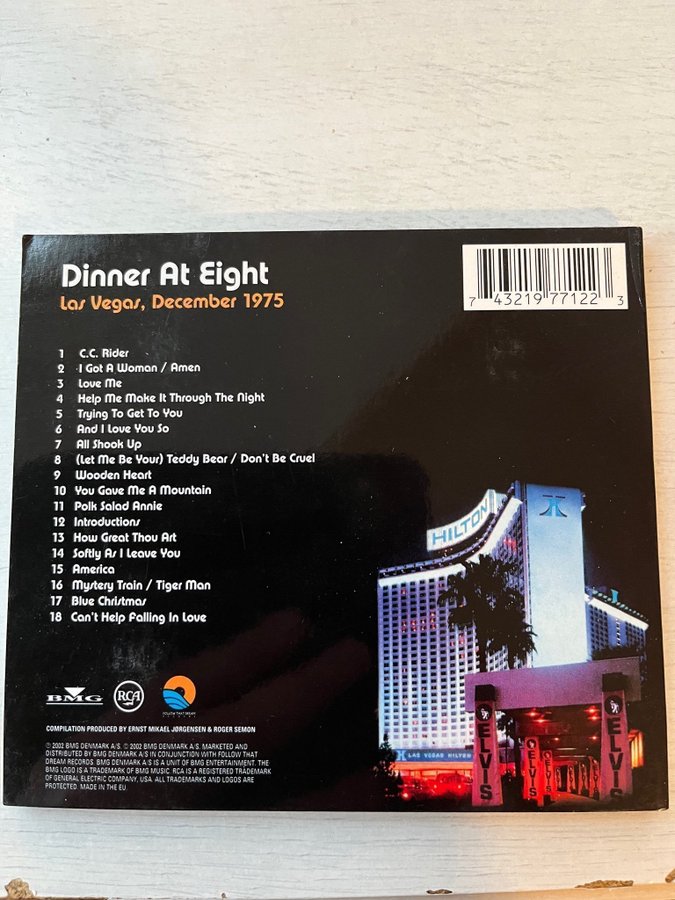 Dinner At Eight
Las Vegas, December 1975
7 43219 77122 3
1 C.C. Rider
2 I Got A Woman / Amen
3 Love Me
4 Help Me Make It Through The Night
5 Trying To Get To You
6 And I Love You So
7 All Shook Up
8 (Let Me Be Your) Teddy Bear / Don't Be Cruel
9 Wooden Heart
10 You Gave Me A Mountain
11 Polk Salad Annie
12 Introductions
13 How Great Thou Art
14 Softly As I Leave You
15 America
16 Mystery Train / Tiger Man
17 Blue Christmas
18 Can't Help Falling In Love
HILTON
LAS VEGAS HILTON
ELVIS
ELVIS
ELVIS
ELVIS
BMG
RCA
FOLLOW THAT DREAM
COMPILATION PRODUCED BY ERNST MIKAEL JØRGENSEN & ROGER SEMON
℗ 2002 BMG DENMARK A/S. © 2002 BMG DENMARK A/S. MARKETED AND
DISTRIBUTED BY BMG DENMARK A/S IN CONJUNCTION WITH FOLLOW THAT
DREAM RECORDS. BMG DENMARK A/S IS A UNIT OF BMG ENTERTAINMENT. THE
BMG LOGO IS A TRADEMARK OF BMG MUSIC. RCA IS A REGISTERED TRADEMARK
OF GENERAL ELECTRIC COMPANY, USA. ALL TRADEMARKS AND LOGOS ARE
PROTECTED. MADE IN THE EU.